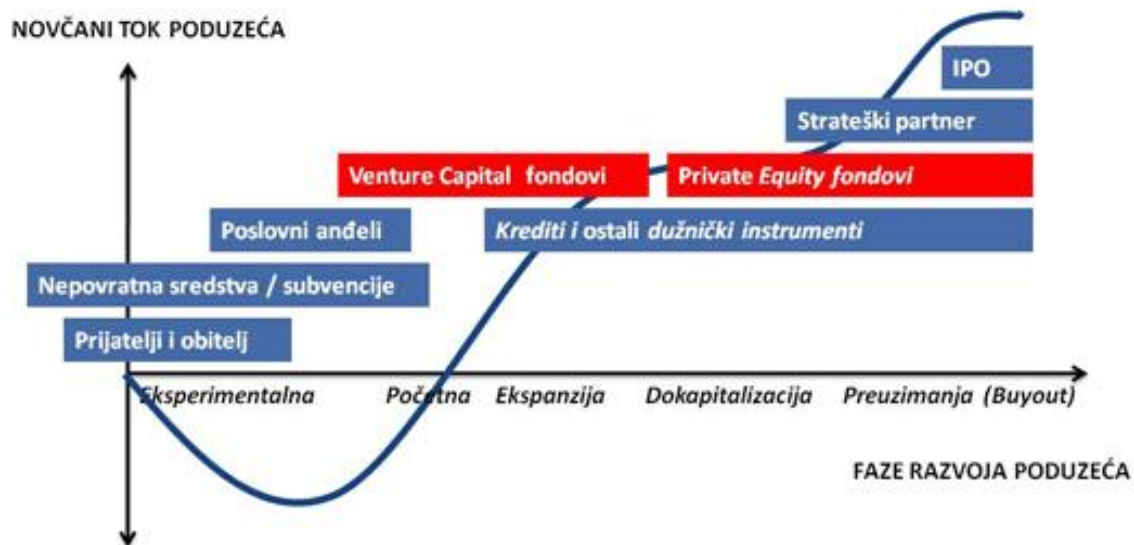 NOVČANI TOK PODUZEĆA
IPO
Strateški partner
Venture Capital fondovi
Private Equity fondovi
Poslovni anđeli
Krediti i ostali dužnički instrumenti
Nepovratna sredstva / subvencije
Prijatelji i obitelj
Eksperimentalna
Početna
Ekspanzija
Dokapitalizacija
Preuzimanja (Buyout)
FAZE RAZVOJA PODUZEĆA